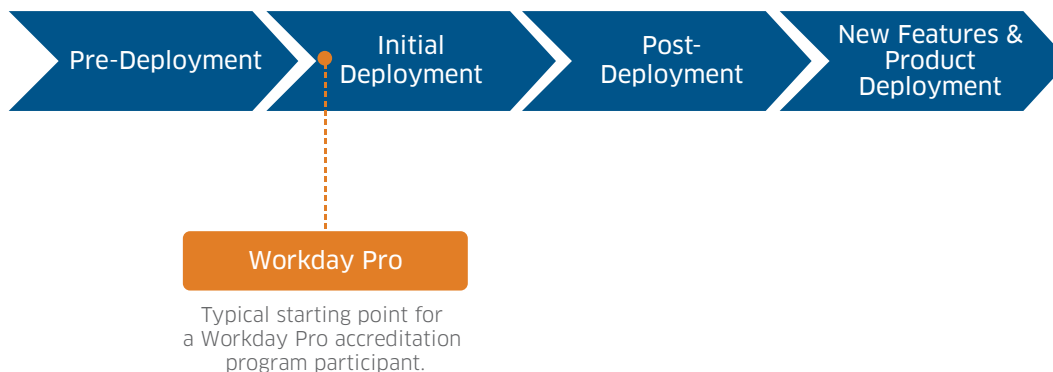 Pre-Deployment
Initial
Deployment
Post-
Deployment
New Features &
Product
Deployment
Workday Pro
Typical starting point for
a Workday Pro accreditation
program participant.